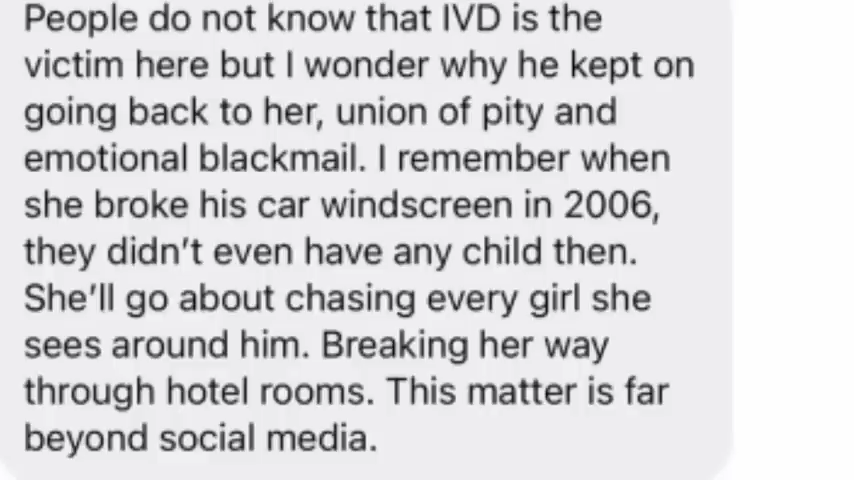 People do not know that IVD is the
victim here but I wonder why he kept on
going back to her, union of pity and
emotional blackmail. I remember when
she broke his car windscreen in 2006,
they didn’t even have any child then.
She’ll go about chasing every girl she
sees around him. Breaking her way
through hotel rooms. This matter is far
beyond social media.